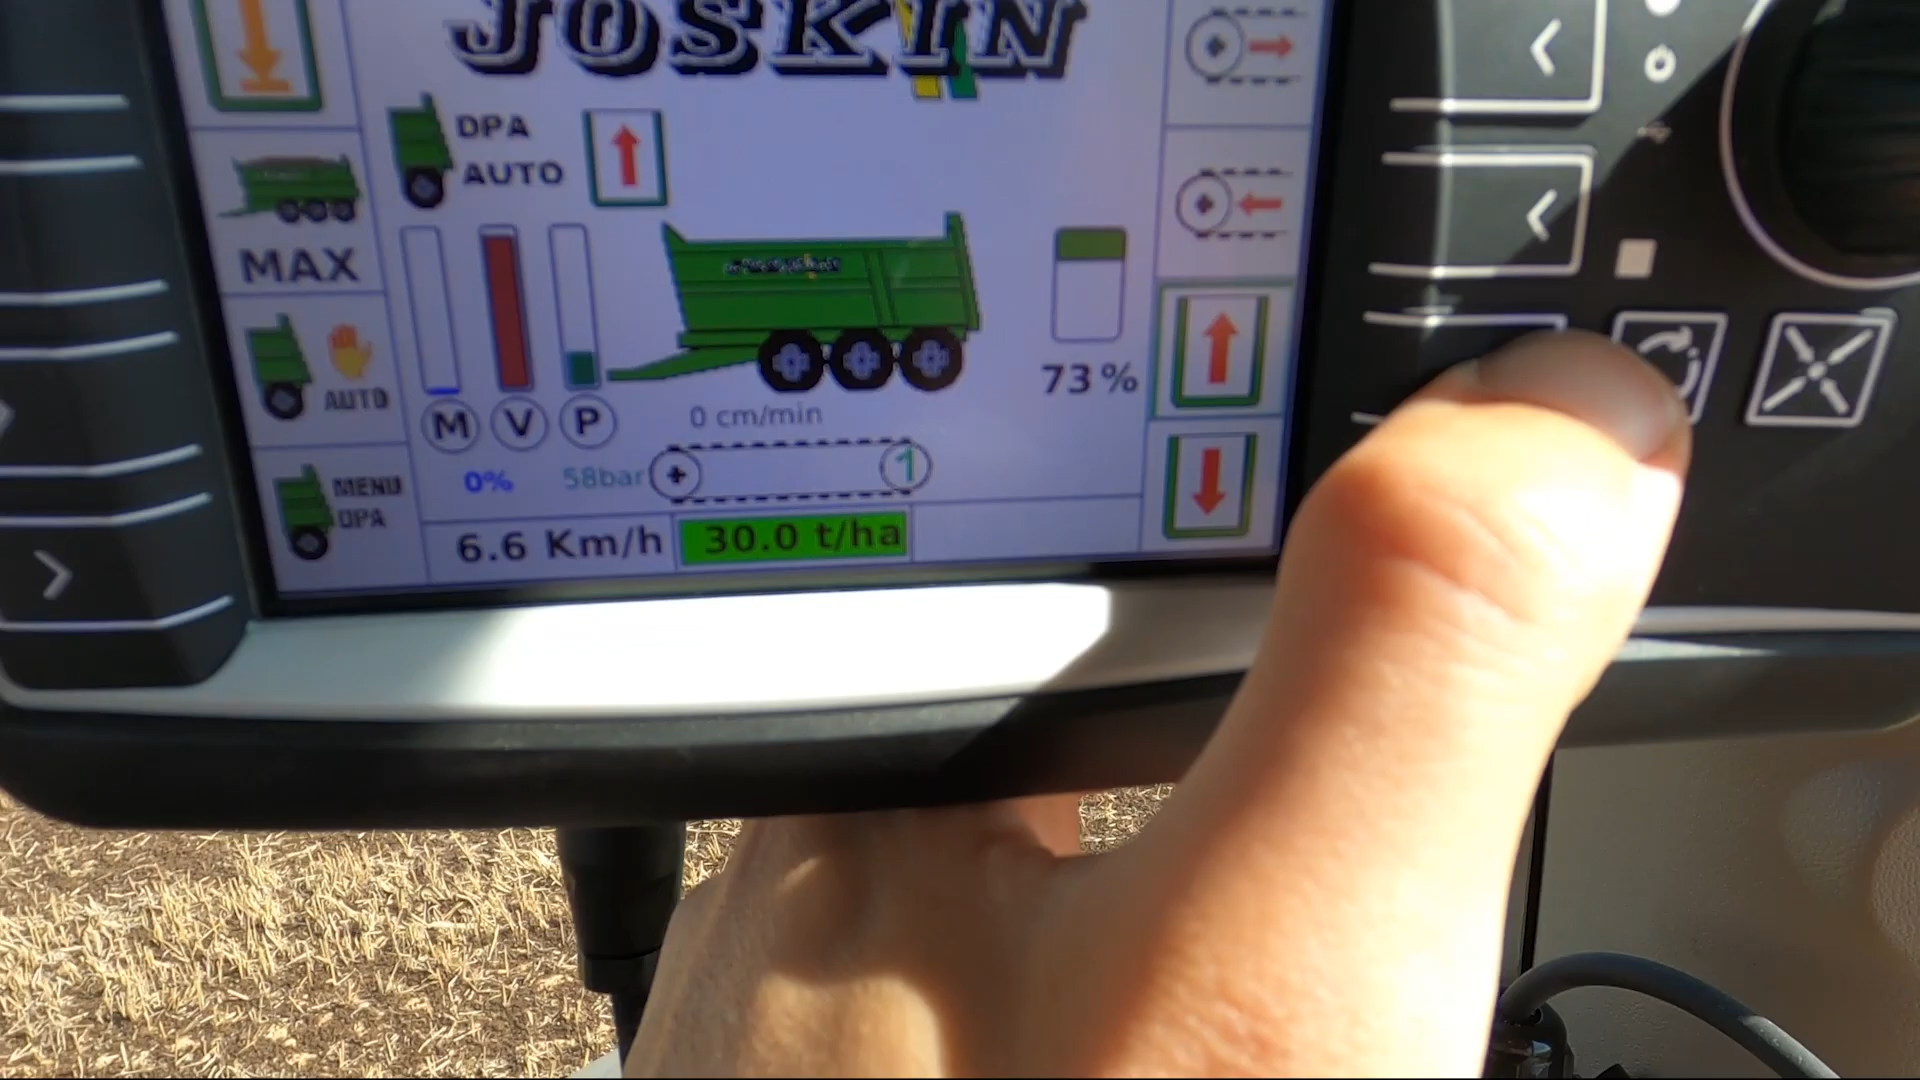 JOSKIN
DPA
AUTO
MAX
AUTO
M V P
73%
0 cm/min
MENU
DPA
0%
58bar
1
6.6 Km/h
30.0 t/ha